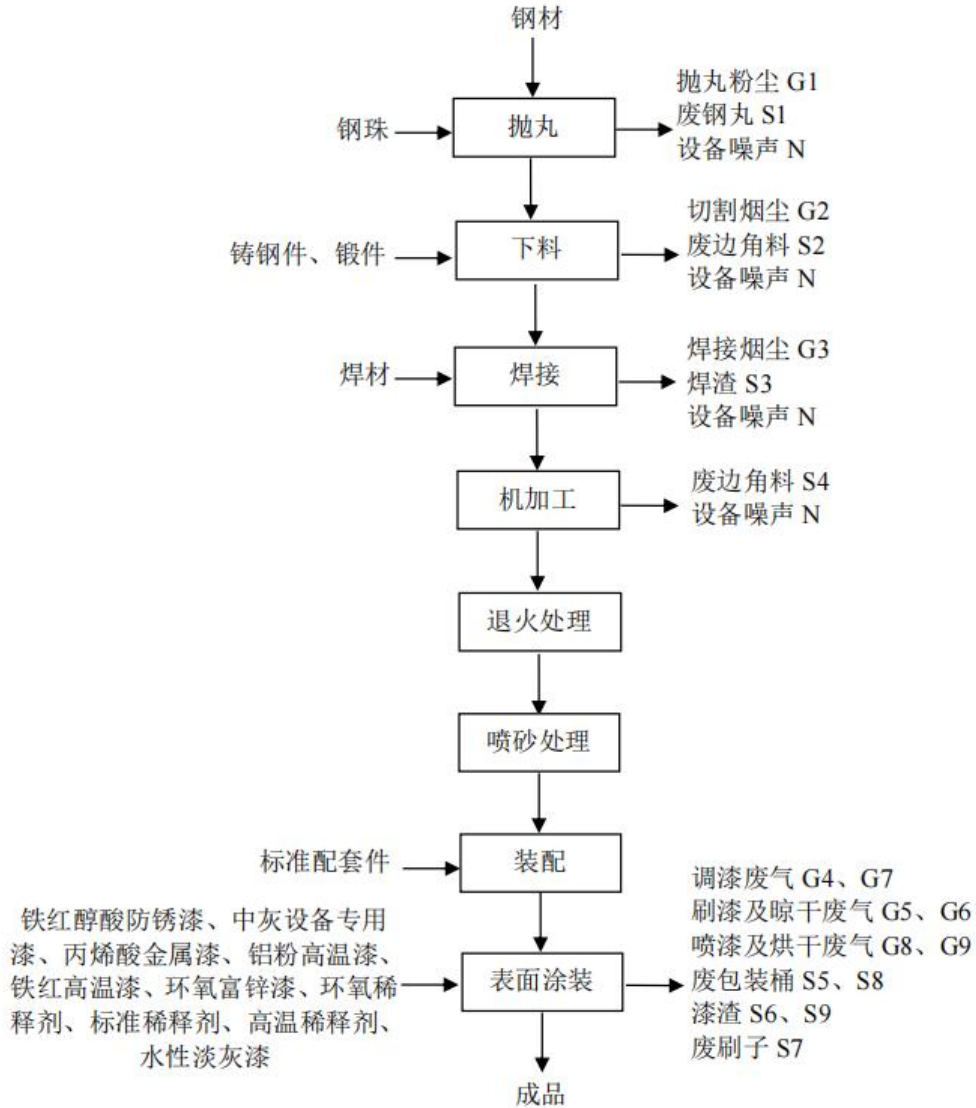 钢材
钢珠
抛丸
抛丸粉尘 G1
废钢丸 S1
设备噪声 N
铸钢件、锻件
下料
切割烟尘 G2
废边角料 S2
设备噪声 N
焊材
焊接
焊接烟尘 G3
焊渣 S3
设备噪声 N
机加工
废边角料 S4
设备噪声 N
退火处理
喷砂处理
标准配套件
装配
铁红醇酸防锈漆、中灰设备专用
漆、丙烯酸金属漆、铝粉高温漆、
铁红高温漆、环氧富锌漆、环氧稀
释剂、标准稀释剂、高温稀释剂、
水性淡灰漆
表面涂装
调漆废气 G4、G7
刷漆及晾干废气 G5、G6
喷漆及烘干废气 G8、G9
废包装桶 S5、S8
漆渣 S6、S9
废刷子 S7
成品